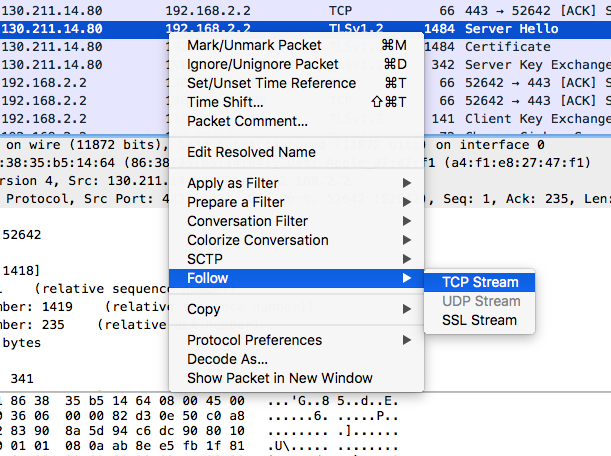 130.211.14.80 192.168.2.2 TCP 66 443 → 52642 [ACK] S
130.211.14.80 192.168.2.2 TLSv1.2 1484 Server Hello
130.211.14.80 1484 Certificate
130.211.14.80 342 Server Key Exchange
192.168.2.2 66 52642 → 443 [ACK] S
192.168.2.2 66 52642 → 443 [ACK] S
192.168.2.2 141 Client Key Exchange
Mark/Unmark Packet ⌘M
Ignore/Unignore Packet ⌘D
Set/Unset Time Reference ⌘T
Time Shift... ⇧⌘T
Packet Comment...
Edit Resolved Name
Apply as Filter
Prepare a Filter
Conversation Filter
Colorize Conversation
SCTP
Follow
Copy
Protocol Preferences
Decode As...
Show Packet in New Window
TCP Stream
UDP Stream
SSL Stream
on wire (11872 bits), on interface 0
:38:35:b5:14:64 (86:38 (a4:f1:e8:27:47:f1)
rsion 4, Src: 130.211.
Protocol, Src Port: 4 Seq: 1, Ack: 235, Len:
52642
1418]
(relative sequenc
mber: 1419 (relative
mber: 235 (relative
bytes
341
86 38 35 b5 14 64 08 00 45 00 ...'G..8 5..d..E.
0 36 06 00 00 82 d3 0e 50 c0 a8 ......6. .....P..
2 83 90 8a 5d 94 c6 dc 90 80 10 ........ .]......
0 01 01 08 0a ab 8e e5 fb 1f 81 .U\..... ........